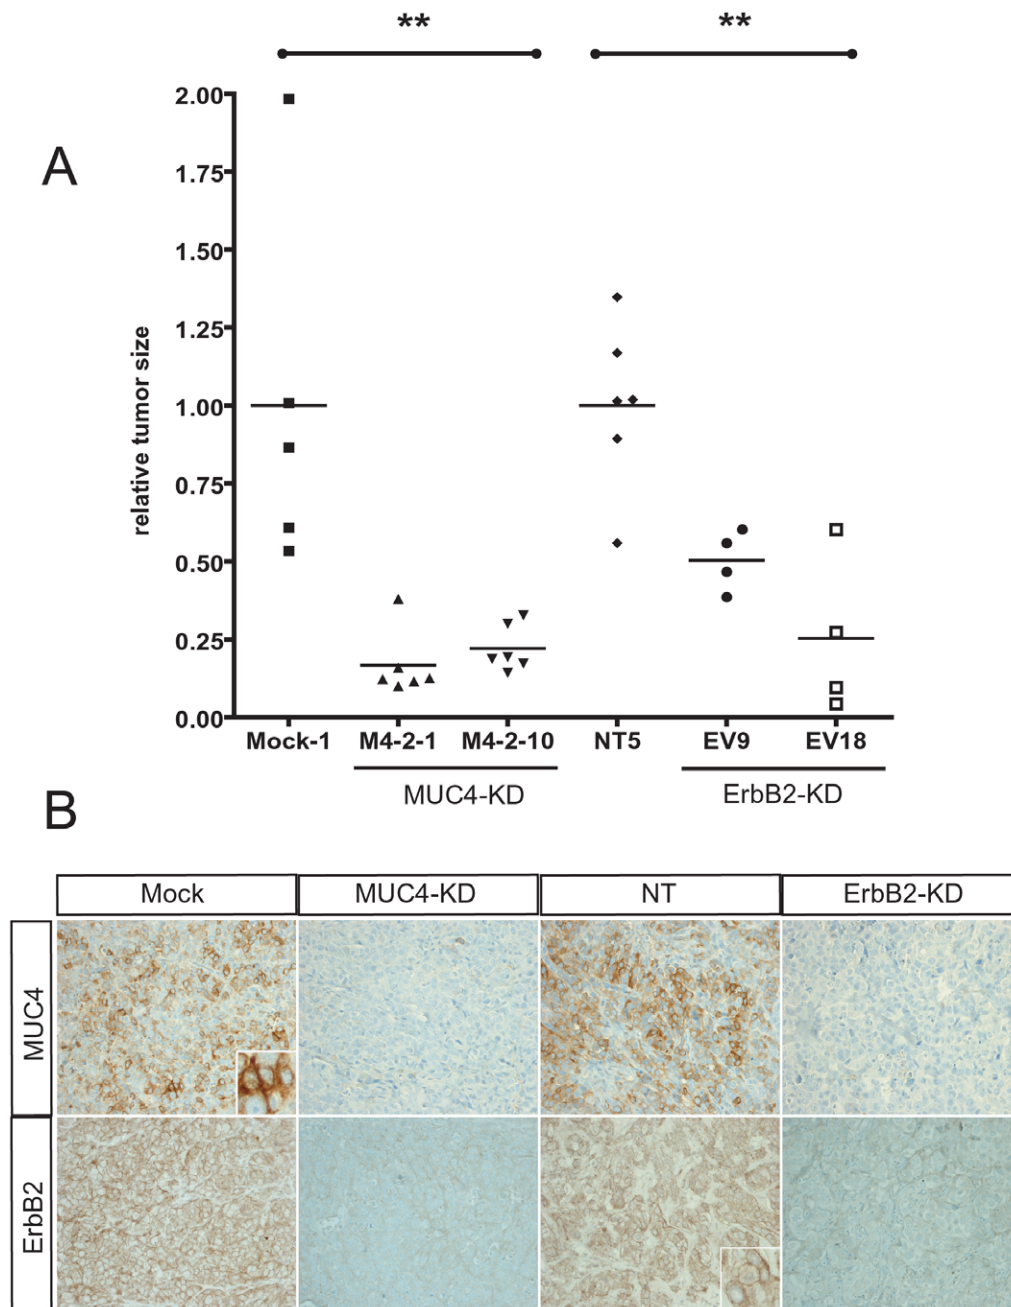 ** **
A
relative tumor size
2.00
1.75
1.50
1.25
1.00
0.75
0.50
0.25
0.00
Mock-1 M4-2-1 M4-2-10 NT5 EV9 EV18
MUC4-KD ErbB2-KD
B
Mock MUC4-KD NT ErbB2-KD
MUC4
ErbB2